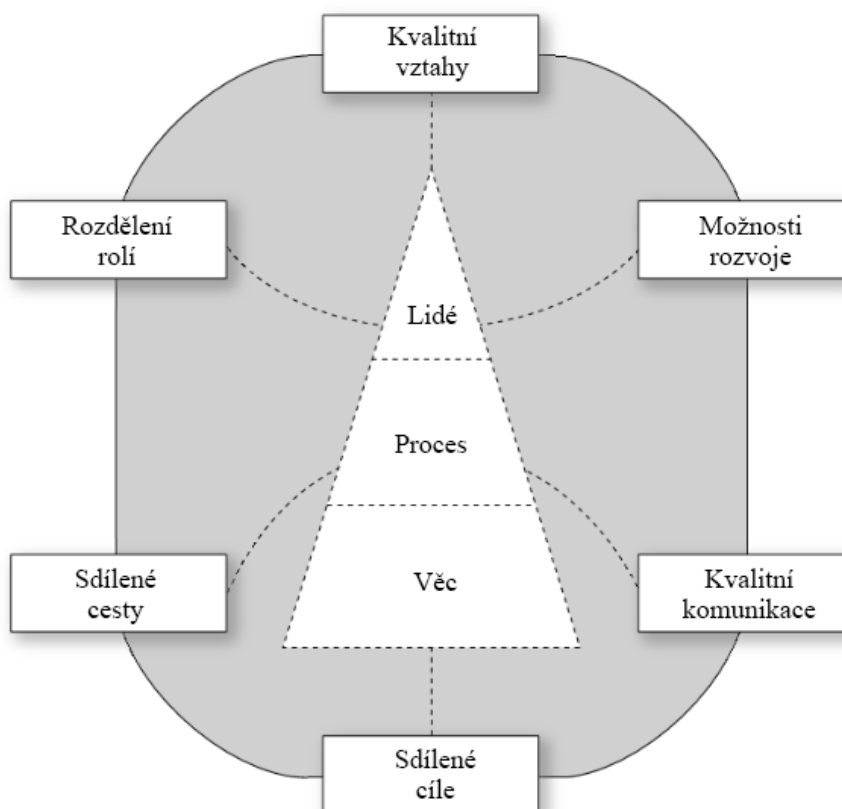 Kvalitní
vztahy
Rozdělení
rolí
Možnosti
rozvoje
Lidé
Proces
Věc
Sdílené
cesty
Kvalitní
komunikace
Sdílené
cíle